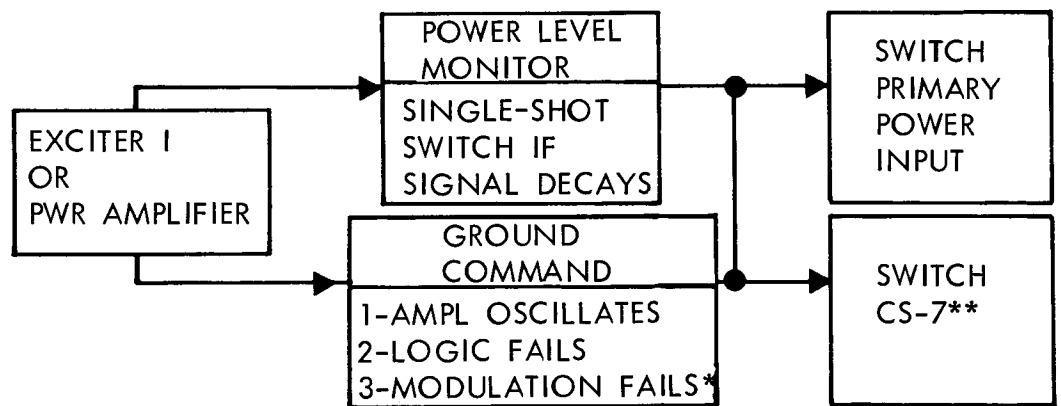 EXCITER I
OR
PWR AMPLIFIER
POWER LEVEL
MONITOR
SINGLE-SHOT
SWITCH IF
SIGNAL DECAYS
GROUND
COMMAND
1-AMPL OSCILLATES
2-LOGIC FAILS
3-MODULATION FAILS*
SWITCH
PRIMARY
POWER
INPUT
SWITCH
CS-7**